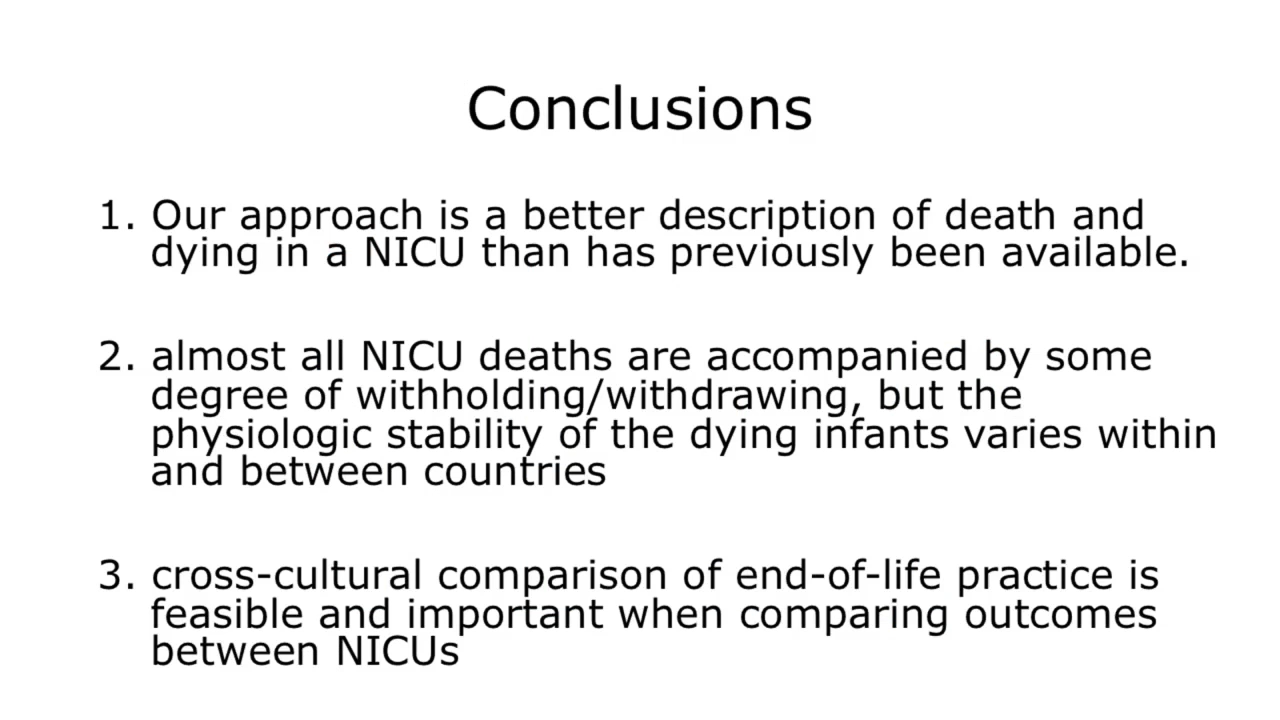 Conclusions
1. Our approach is a better description of death and
dying in a NICU than has previously been available.
2. almost all NICU deaths are accompanied by some
degree of withholding/withdrawing, but the
physiologic stability of the dying infants varies within
and between countries
3. cross-cultural comparison of end-of-life practice is
feasible and important when comparing outcomes
between NICUs